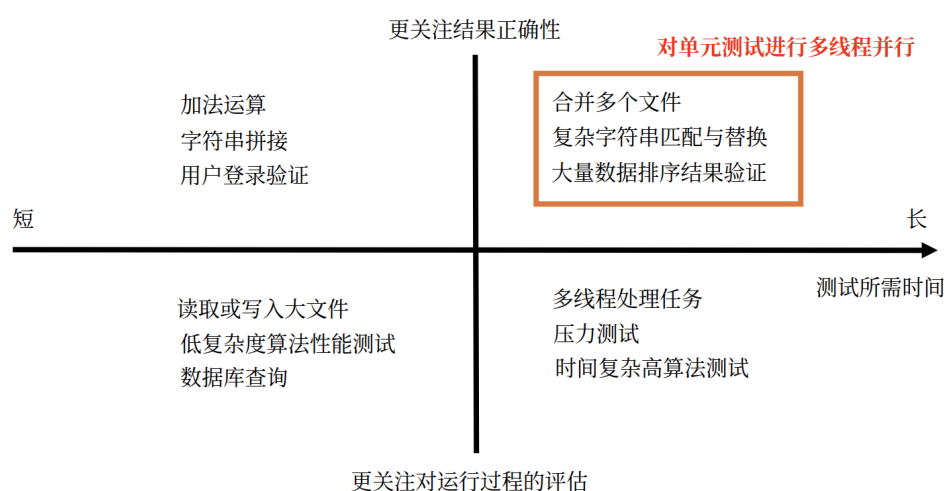 更关注结果正确性
对单元测试进行多线程并行
加法运算
字符串拼接
用户登录验证
合并多个文件
复杂字符串匹配与替换
大量数据排序结果验证
短
长
测试所需时间
读取或写入大文件
低复杂度算法性能测试
数据库查询
多线程处理任务
压力测试
时间复杂高算法测试
更关注对运行过程的评估